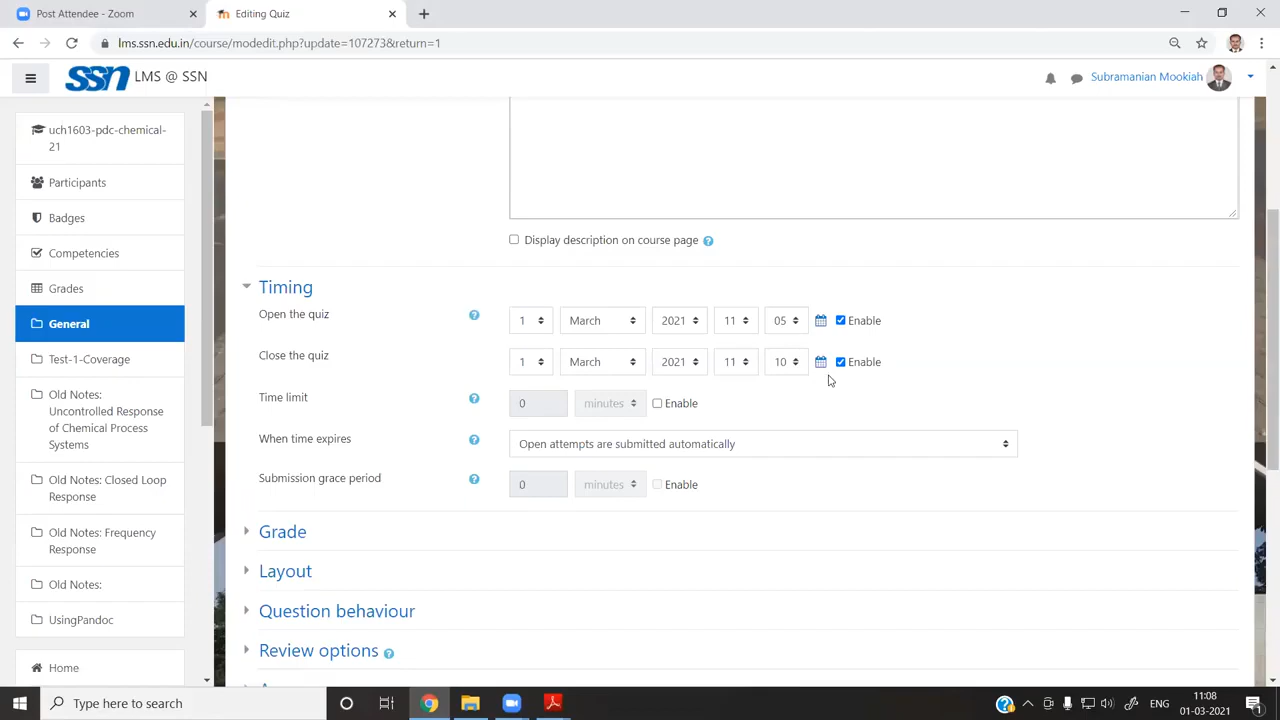 Post Attendee - Zoom
Editing Quiz
lms.ssn.edu.in/course/modedit.php?update=107273&return=1
ssn LMS @ SSN
Subramanian Mookiah
uch1603-pdc-chemical-
21
Participants
Badges
Competencies
Grades
General
Test-1-Coverage
Old Notes:
Uncontrolled Response
of Chemical Process
Systems
Old Notes: Closed Loop
Response
Old Notes: Frequency
Response
Old Notes:
UsingPandoc
Home
Display description on course page
Timing
Open the quiz 1 March 2021 11 05 Enable
Close the quiz 1 March 2021 11 10 Enable
Time limit 0 minutes Enable
When time expires Open attempts are submitted automatically
Submission grace period 0 minutes Enable
Grade
Layout
Question behaviour
Review options
Type here to search
ENG
11:08
01-03-2021